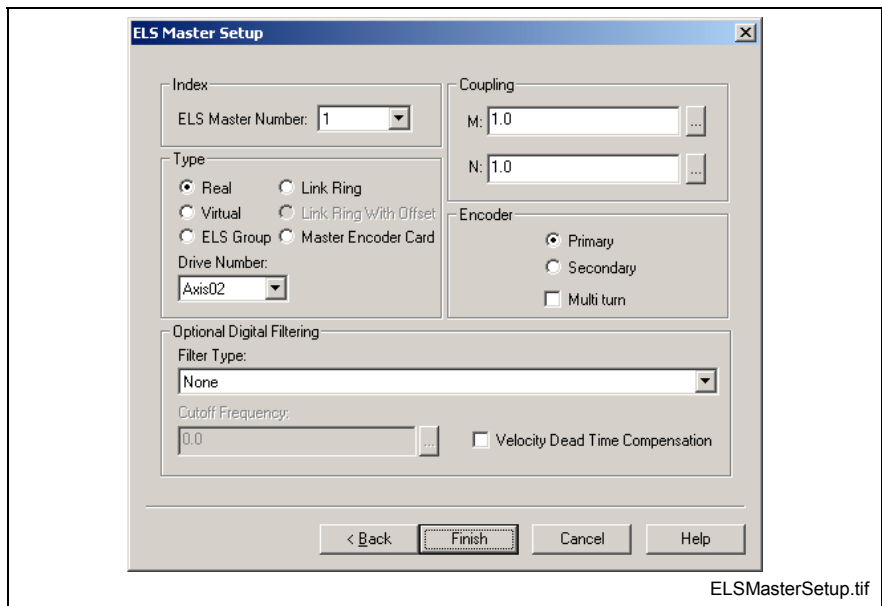 ELS Master Setup
Index
ELS Master Number: 1
Type
Real Link Ring
Virtual Link Ring With Offset
ELS Group Master Encoder Card
Drive Number:
Axis02
Coupling
M: 1.0 ...
N: 1.0 ...
Encoder
Primary
Secondary
Multi turn
Optional Digital Filtering
Filter Type:
None
Cutoff Frequency:
0.0 ... Velocity Dead Time Compensation
< Back Finish Cancel Help
ELSMasterSetup.tif